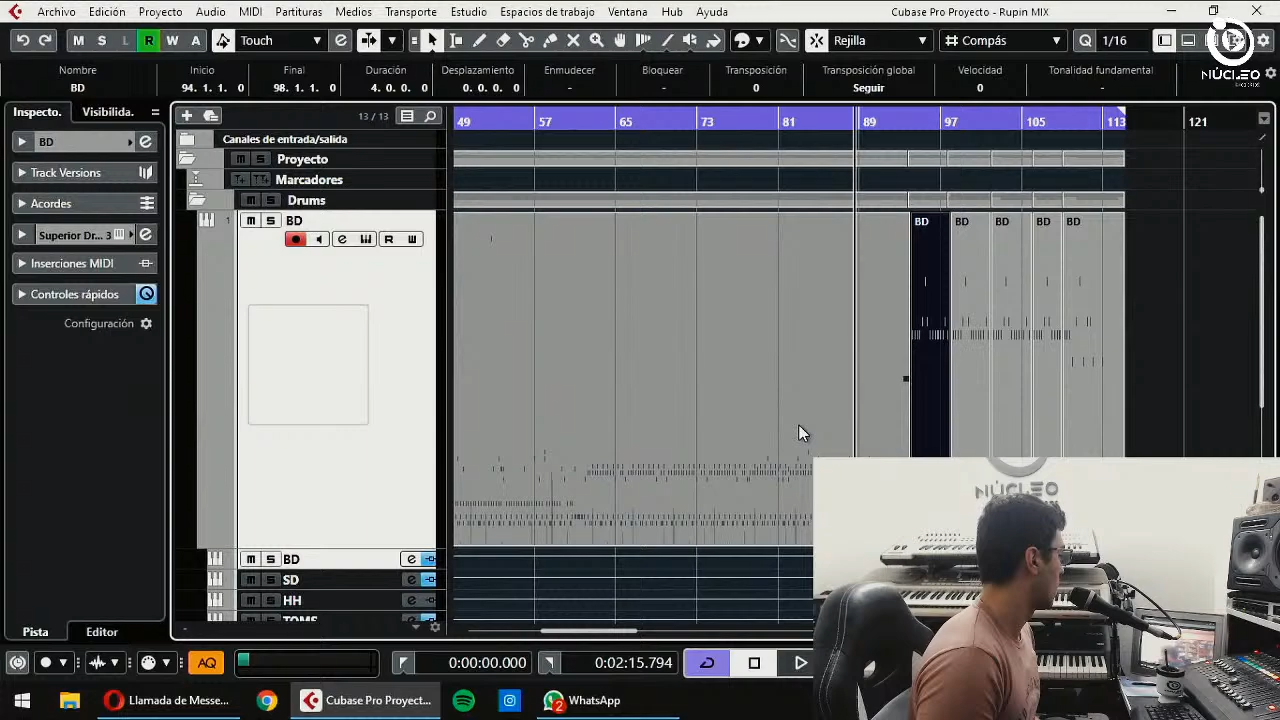 Archivo Edición Proyecto Audio MIDI Partituras Medios Transporte Estudio Espacios de trabajo Ventana Hub Ayuda Cubase Pro Proyecto - Rupin MIX
M S L R W A Touch Rejilla Compás Q 1/16
Nombre Inicio Final Duración Desplazamiento Enmudecer Bloquear Transposición Transposición global Velocidad Tonalidad fundamental
BD 94. 1. 1. 0 98. 1. 1. 0 4. 0. 0. 0 0. 0. 0. 0 - - 0 Seguir 0 -
NÚCLEO
Inspecto. Visibilida. 13 / 13 49 57 65 73 81 89 97 105 113 121
Canales de entrada/salida
BD
M S Proyecto
Track Versions
Marcadores
Acordes
M S Drums
1 M S BD BD BD BD BD BD
Superior Dr... 3
R
Inserciones MIDI
Controles rápidos
Configuración
NÚCLEO
M S BD
M S SD
M S HH
M S TOMS
Pista Editor
AQ 0:00:00.000 0:02:15.794
Llamada de Messe... Cubase Pro Proyect... 2 WhatsApp